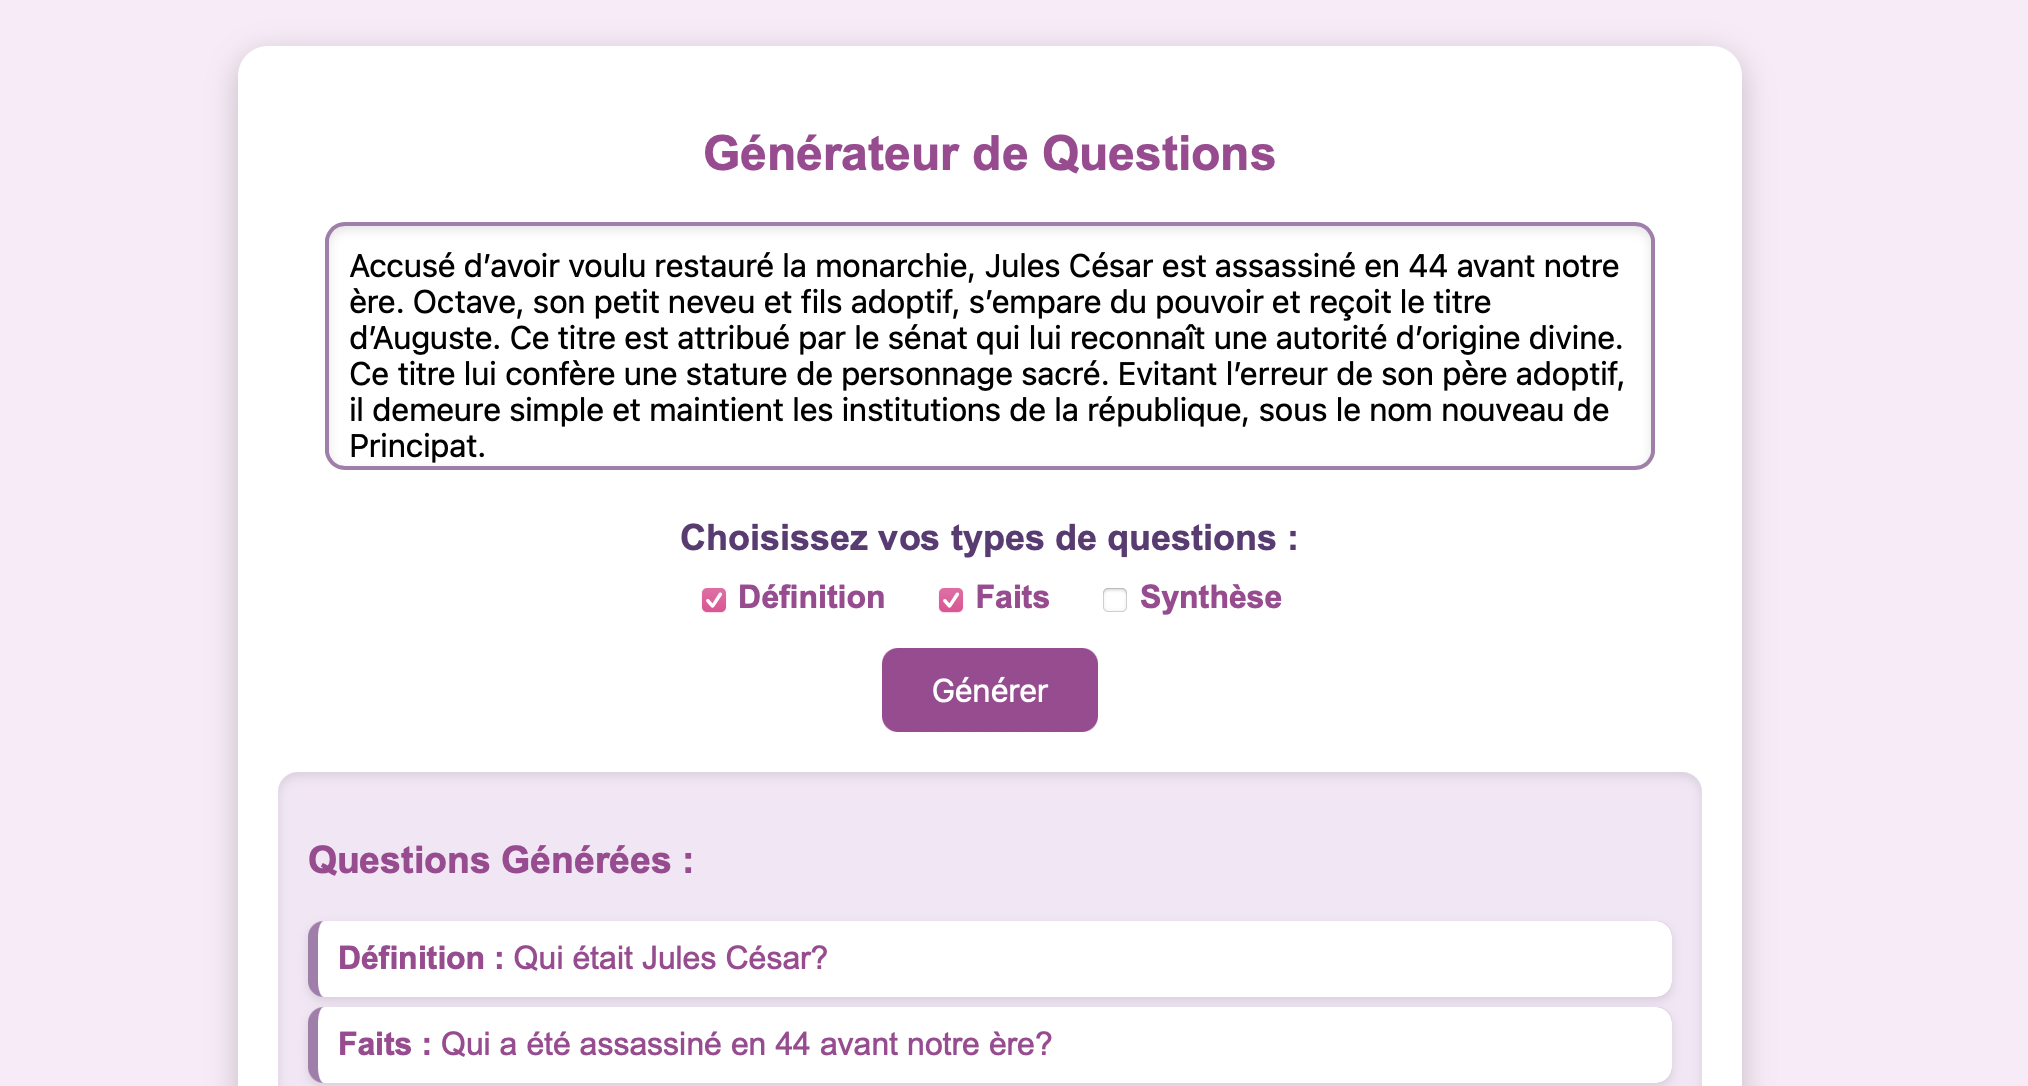 Générateur de Questions
Accusé d’avoir voulu restauré la monarchie, Jules César est assassiné en 44 avant notre
ère. Octave, son petit neveu et fils adoptif, s’empare du pouvoir et reçoit le titre
d’Auguste. Ce titre est attribué par le sénat qui lui reconnaît une autorité d’origine divine.
Ce titre lui confère une stature de personnage sacré. Evitant l’erreur de son père adoptif,
il demeure simple et maintient les institutions de la république, sous le nom nouveau de
Principat.
Choisissez vos types de questions :
Définition Faits Synthèse
Générer
Questions Générées :
Définition : Qui était Jules César?
Faits : Qui a été assassiné en 44 avant notre ère?